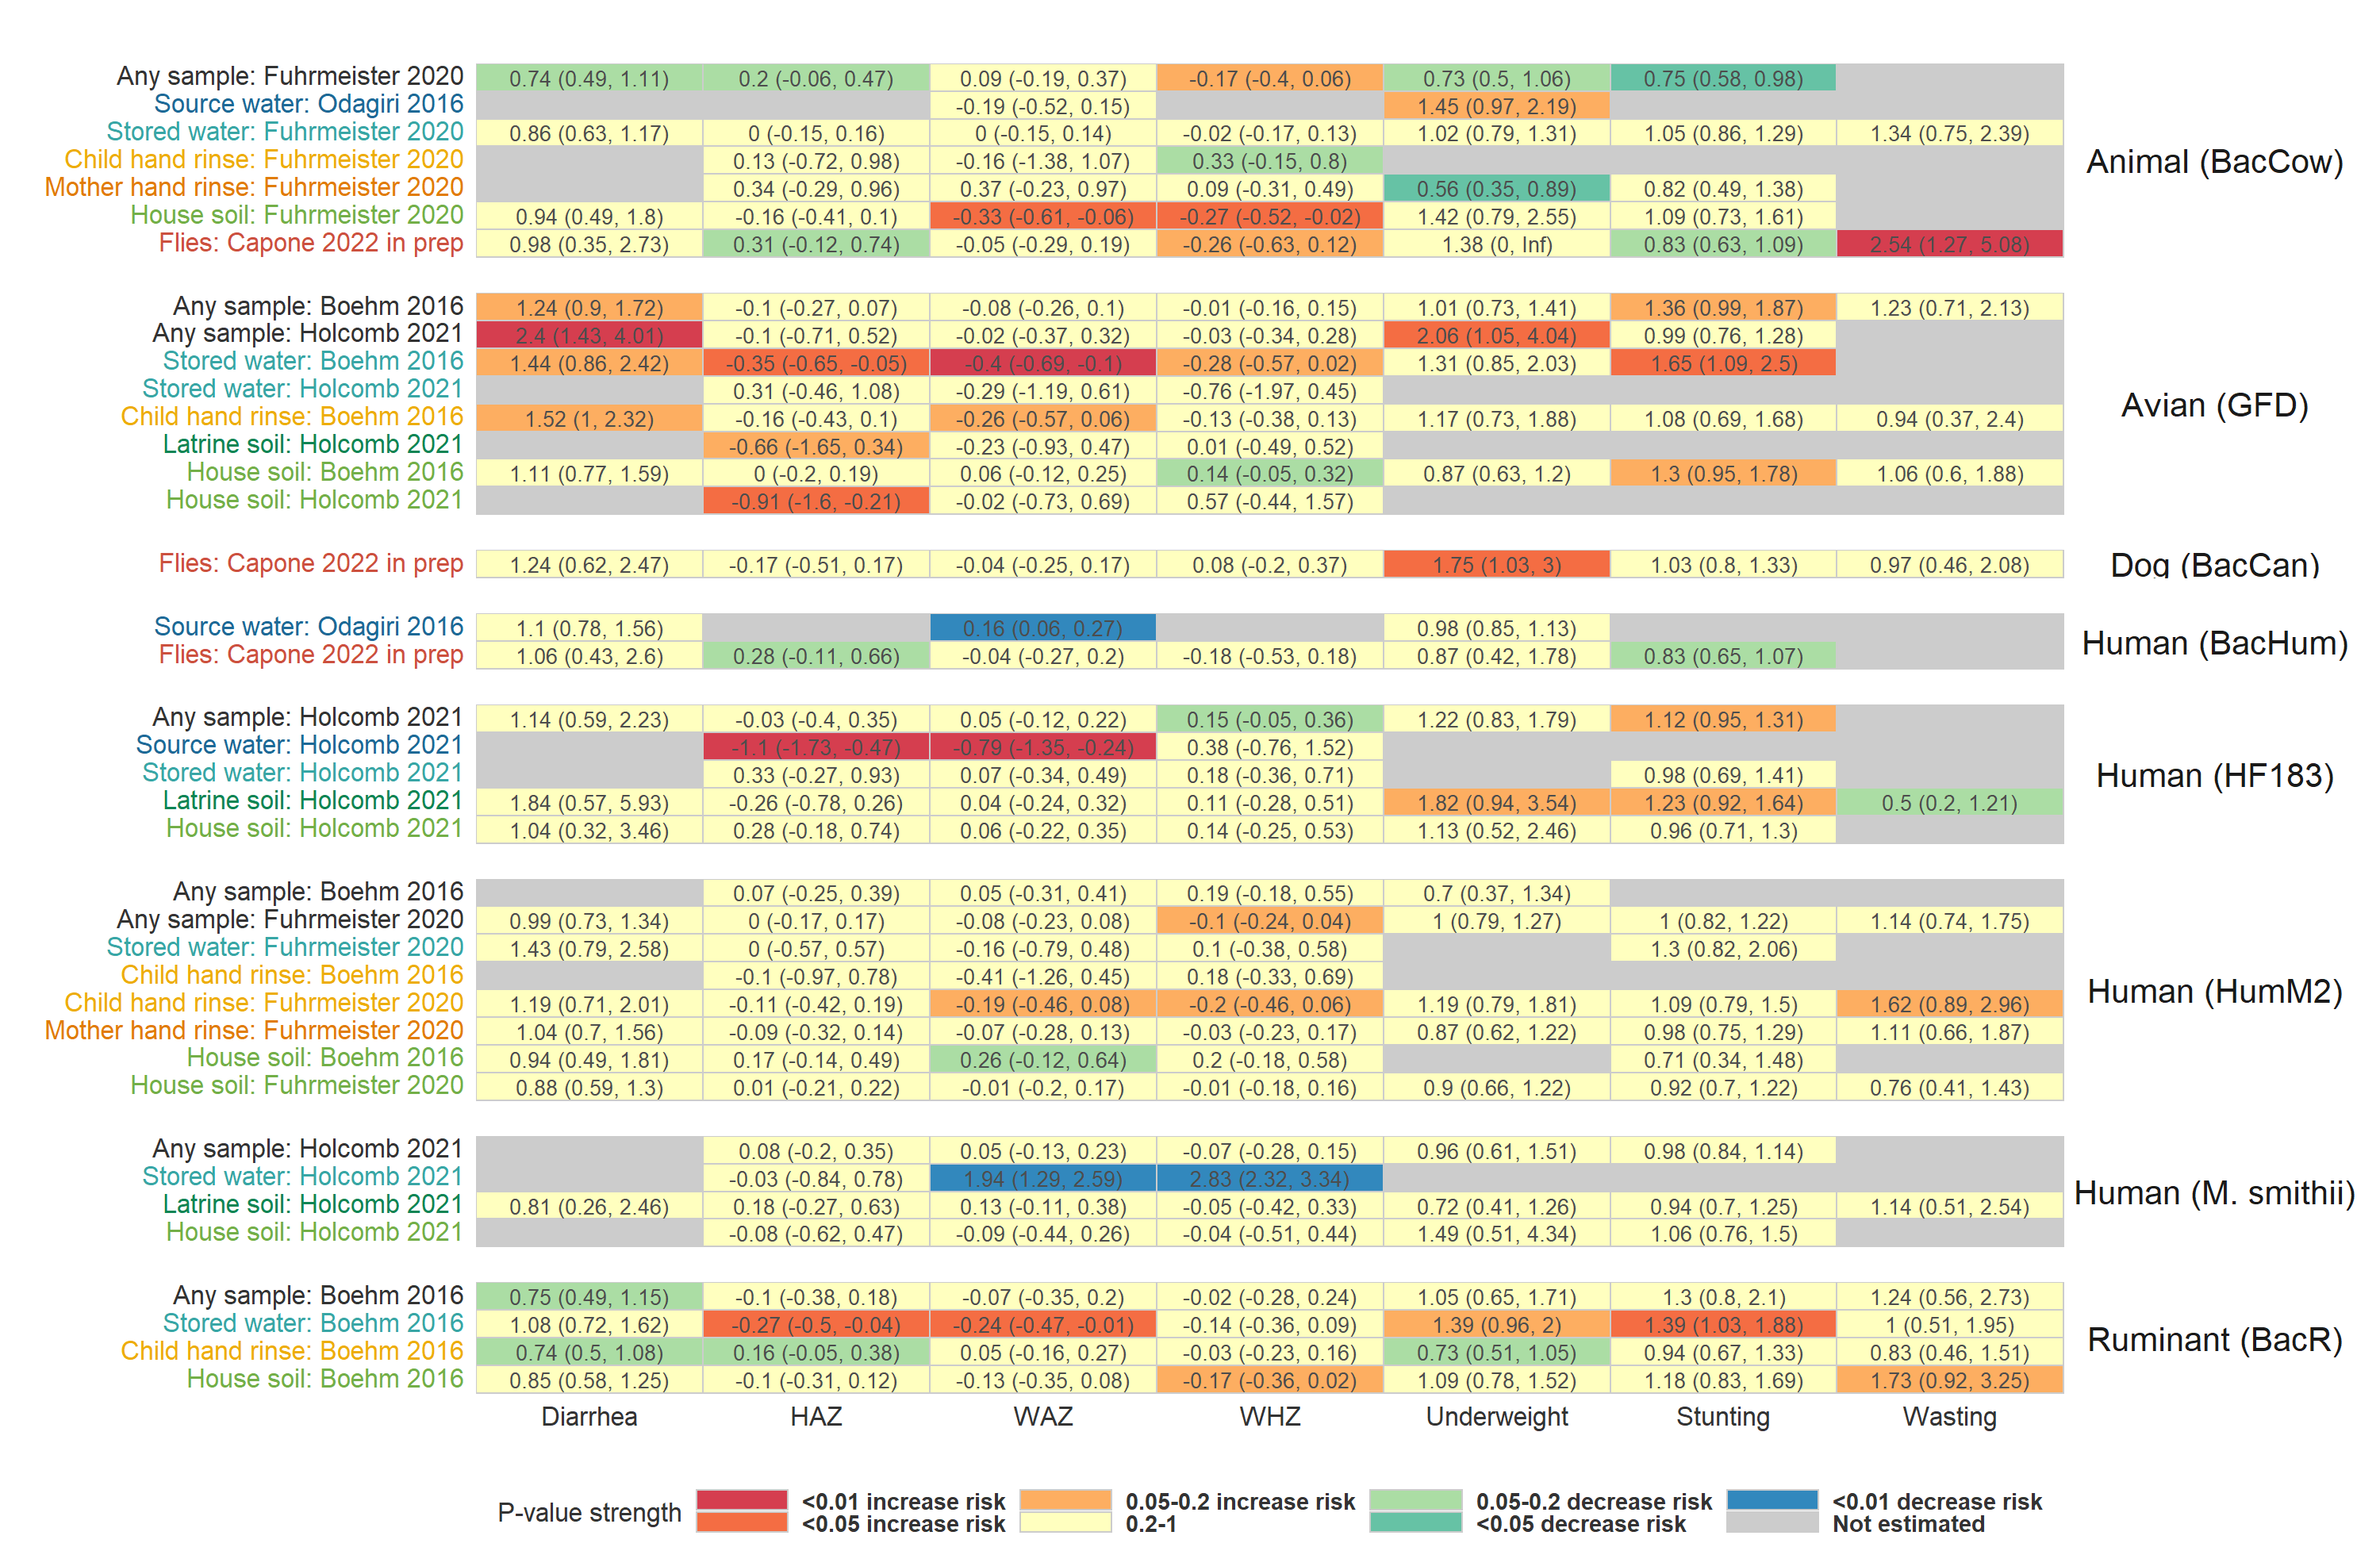 Any sample: Fuhrmeister 2020 0.74 (0.49, 1.11) 0.2 (-0.06, 0.47) 0.09 (-0.19, 0.37) -0.17 (-0.4, 0.06) 0.73 (0.5, 1.06) 0.75 (0.58, 0.98)
Source water: Odagiri 2016 -0.19 (-0.52, 0.15) 1.45 (0.97, 2.19)
Stored water: Fuhrmeister 2020 0.86 (0.63, 1.17) 0 (-0.15, 0.16) 0 (-0.15, 0.14) -0.02 (-0.17, 0.13) 1.02 (0.79, 1.31) 1.05 (0.86, 1.29) 1.34 (0.75, 2.39)
Child hand rinse: Fuhrmeister 2020 0.13 (-0.72, 0.98) -0.16 (-1.38, 1.07) 0.33 (-0.15, 0.8)
Animal (BacCow)
Mother hand rinse: Fuhrmeister 2020 0.34 (-0.29, 0.96) 0.37 (-0.23, 0.97) 0.09 (-0.31, 0.49) 0.56 (0.35, 0.89) 0.82 (0.49, 1.38)
House soil: Fuhrmeister 2020 0.94 (0.49, 1.8) -0.16 (-0.41, 0.1) -0.33 (-0.61, -0.06) -0.27 (-0.52, -0.02) 1.42 (0.79, 2.55) 1.09 (0.73, 1.61)
Flies: Capone 2022 in prep 0.98 (0.35, 2.73) 0.31 (-0.12, 0.74) -0.05 (-0.29, 0.19) -0.26 (-0.63, 0.12) 1.38 (0, Inf) 0.83 (0.63, 1.09) 2.54 (1.27, 5.08)
Any sample: Boehm 2016 1.24 (0.9, 1.72) -0.1 (-0.27, 0.07) -0.08 (-0.26, 0.1) -0.01 (-0.16, 0.15) 1.01 (0.73, 1.41) 1.36 (0.99, 1.87) 1.23 (0.71, 2.13)
Any sample: Holcomb 2021 2.4 (1.43, 4.01) -0.1 (-0.71, 0.52) -0.02 (-0.37, 0.32) -0.03 (-0.34, 0.28) 2.06 (1.05, 4.04) 0.99 (0.76, 1.28)
Stored water: Boehm 2016 1.44 (0.86, 2.42) -0.35 (-0.65, -0.05) -0.4 (-0.69, -0.1) -0.28 (-0.57, 0.02) 1.31 (0.85, 2.03) 1.65 (1.09, 2.5)
Stored water: Holcomb 2021 0.31 (-0.46, 1.08) -0.29 (-1.19, 0.61) -0.76 (-1.97, 0.45)
Avian (GFD)
Child hand rinse: Boehm 2016 1.52 (1, 2.32) -0.16 (-0.43, 0.1) -0.26 (-0.57, 0.06) -0.13 (-0.38, 0.13) 1.17 (0.73, 1.88) 1.08 (0.69, 1.68) 0.94 (0.37, 2.4)
Latrine soil: Holcomb 2021 -0.66 (-1.65, 0.34) -0.23 (-0.93, 0.47) 0.01 (-0.49, 0.52)
House soil: Boehm 2016 1.11 (0.77, 1.59) 0 (-0.2, 0.19) 0.06 (-0.12, 0.25) 0.14 (-0.05, 0.32) 0.87 (0.63, 1.2) 1.3 (0.95, 1.78) 1.06 (0.6, 1.88)
House soil: Holcomb 2021 -0.91 (-1.6, -0.21) -0.02 (-0.73, 0.69) 0.57 (-0.44, 1.57)
Flies: Capone 2022 in prep 1.24 (0.62, 2.47) -0.17 (-0.51, 0.17) -0.04 (-0.25, 0.17) 0.08 (-0.2, 0.37) 1.75 (1.03, 3) 1.03 (0.8, 1.33) 0.97 (0.46, 2.08) Dog (BacCan)
Source water: Odagiri 2016 1.1 (0.78, 1.56) 0.16 (0.06, 0.27) 0.98 (0.85, 1.13)
Human (BacHum)
Flies: Capone 2022 in prep 1.06 (0.43, 2.6) 0.28 (-0.11, 0.66) -0.04 (-0.27, 0.2) -0.18 (-0.53, 0.18) 0.87 (0.42, 1.78) 0.83 (0.65, 1.07)
Any sample: Holcomb 2021 1.14 (0.59, 2.23) -0.03 (-0.4, 0.35) 0.05 (-0.12, 0.22) 0.15 (-0.05, 0.36) 1.22 (0.83, 1.79) 1.12 (0.95, 1.31)
Source water: Holcomb 2021 -1.1 (-1.73, -0.47) -0.79 (-1.35, -0.24) 0.38 (-0.76, 1.52)
Stored water: Holcomb 2021 0.33 (-0.27, 0.93) 0.07 (-0.34, 0.49) 0.18 (-0.36, 0.71) 0.98 (0.69, 1.41) Human (HF183)
Latrine soil: Holcomb 2021 1.84 (0.57, 5.93) -0.26 (-0.78, 0.26) 0.04 (-0.24, 0.32) 0.11 (-0.28, 0.51) 1.82 (0.94, 3.54) 1.23 (0.92, 1.64) 0.5 (0.2, 1.21)
House soil: Holcomb 2021 1.04 (0.32, 3.46) 0.28 (-0.18, 0.74) 0.06 (-0.22, 0.35) 0.14 (-0.25, 0.53) 1.13 (0.52, 2.46) 0.96 (0.71, 1.3)
Any sample: Boehm 2016 0.07 (-0.25, 0.39) 0.05 (-0.31, 0.41) 0.19 (-0.18, 0.55) 0.7 (0.37, 1.34)
Any sample: Fuhrmeister 2020 0.99 (0.73, 1.34) 0 (-0.17, 0.17) -0.08 (-0.23, 0.08) -0.1 (-0.24, 0.04) 1 (0.79, 1.27) 1 (0.82, 1.22) 1.14 (0.74, 1.75)
Stored water: Fuhrmeister 2020 1.43 (0.79, 2.58) 0 (-0.57, 0.57) -0.16 (-0.79, 0.48) 0.1 (-0.38, 0.58) 1.3 (0.82, 2.06)
Child hand rinse: Boehm 2016 -0.1 (-0.97, 0.78) -0.41 (-1.26, 0.45) 0.18 (-0.33, 0.69)
Human (HumM2)
Child hand rinse: Fuhrmeister 2020 1.19 (0.71, 2.01) -0.11 (-0.42, 0.19) -0.19 (-0.46, 0.08) -0.2 (-0.46, 0.06) 1.19 (0.79, 1.81) 1.09 (0.79, 1.5) 1.62 (0.89, 2.96)
Mother hand rinse: Fuhrmeister 2020 1.04 (0.7, 1.56) -0.09 (-0.32, 0.14) -0.07 (-0.28, 0.13) -0.03 (-0.23, 0.17) 0.87 (0.62, 1.22) 0.98 (0.75, 1.29) 1.11 (0.66, 1.87)
House soil: Boehm 2016 0.94 (0.49, 1.81) 0.17 (-0.14, 0.49) 0.26 (-0.12, 0.64) 0.2 (-0.18, 0.58) 0.71 (0.34, 1.48)
House soil: Fuhrmeister 2020 0.88 (0.59, 1.3) 0.01 (-0.21, 0.22) -0.01 (-0.2, 0.17) -0.01 (-0.18, 0.16) 0.9 (0.66, 1.22) 0.92 (0.7, 1.22) 0.76 (0.41, 1.43)
Any sample: Holcomb 2021 0.08 (-0.2, 0.35) 0.05 (-0.13, 0.23) -0.07 (-0.28, 0.15) 0.96 (0.61, 1.51) 0.98 (0.84, 1.14)
Stored water: Holcomb 2021 -0.03 (-0.84, 0.78) 1.94 (1.29, 2.59) 2.83 (2.32, 3.34)
Human (M. smithii)
Latrine soil: Holcomb 2021 0.81 (0.26, 2.46) 0.18 (-0.27, 0.63) 0.13 (-0.11, 0.38) -0.05 (-0.42, 0.33) 0.72 (0.41, 1.26) 0.94 (0.7, 1.25) 1.14 (0.51, 2.54)
House soil: Holcomb 2021 -0.08 (-0.62, 0.47) -0.09 (-0.44, 0.26) -0.04 (-0.51, 0.44) 1.49 (0.51, 4.34) 1.06 (0.76, 1.5)
Any sample: Boehm 2016 0.75 (0.49, 1.15) -0.1 (-0.38, 0.18) -0.07 (-0.35, 0.2) -0.02 (-0.28, 0.24) 1.05 (0.65, 1.71) 1.3 (0.8, 2.1) 1.24 (0.56, 2.73)
Stored water: Boehm 2016 1.08 (0.72, 1.62) -0.27 (-0.5, -0.04) -0.24 (-0.47, -0.01) -0.14 (-0.36, 0.09) 1.39 (0.96, 2) 1.39 (1.03, 1.88) 1 (0.51, 1.95)
Ruminant (BacR)
Child hand rinse: Boehm 2016 0.74 (0.5, 1.08) 0.16 (-0.05, 0.38) 0.05 (-0.16, 0.27) -0.03 (-0.23, 0.16) 0.73 (0.51, 1.05) 0.94 (0.67, 1.33) 0.83 (0.46, 1.51)
House soil: Boehm 2016 0.85 (0.58, 1.25) -0.1 (-0.31, 0.12) -0.13 (-0.35, 0.08) -0.17 (-0.36, 0.02) 1.09 (0.78, 1.52) 1.18 (0.83, 1.69) 1.73 (0.92, 3.25)
Diarrhea HAZ WAZ WHZ Underweight Stunting Wasting
P-value strength
<0.01 increase risk 0.05-0.2 increase risk 0.05-0.2 decrease risk <0.01 decrease risk
<0.05 increase risk 0.2-1 <0.05 decrease risk Not estimated